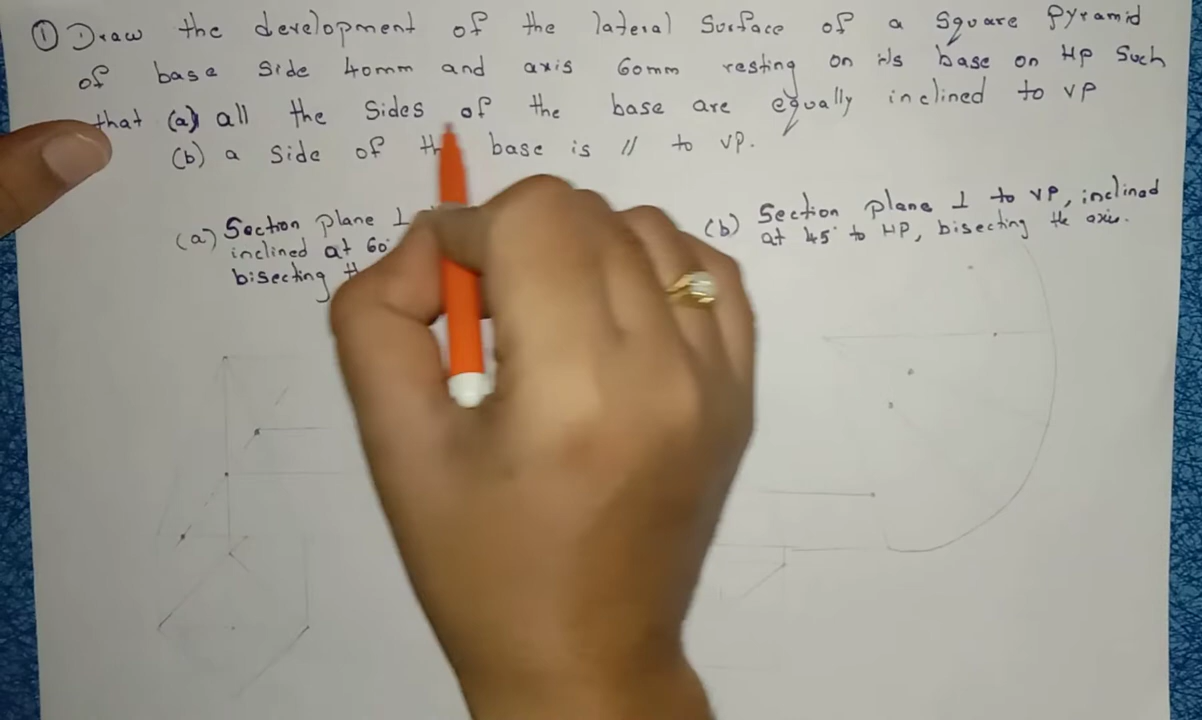 ① Draw the development of the lateral Surface of a Square Pyramid
of base side 40mm and axis 60mm resting on its base on HP Such
that (a) all the Sides of the base are equally inclined to VP
(b) a Side of the base is // to VP.
(a) Section plane ⊥
inclined at 60°
bisecting
(b) Section plane ⊥ to VP, inclined
at 45° to HP, bisecting the axis.